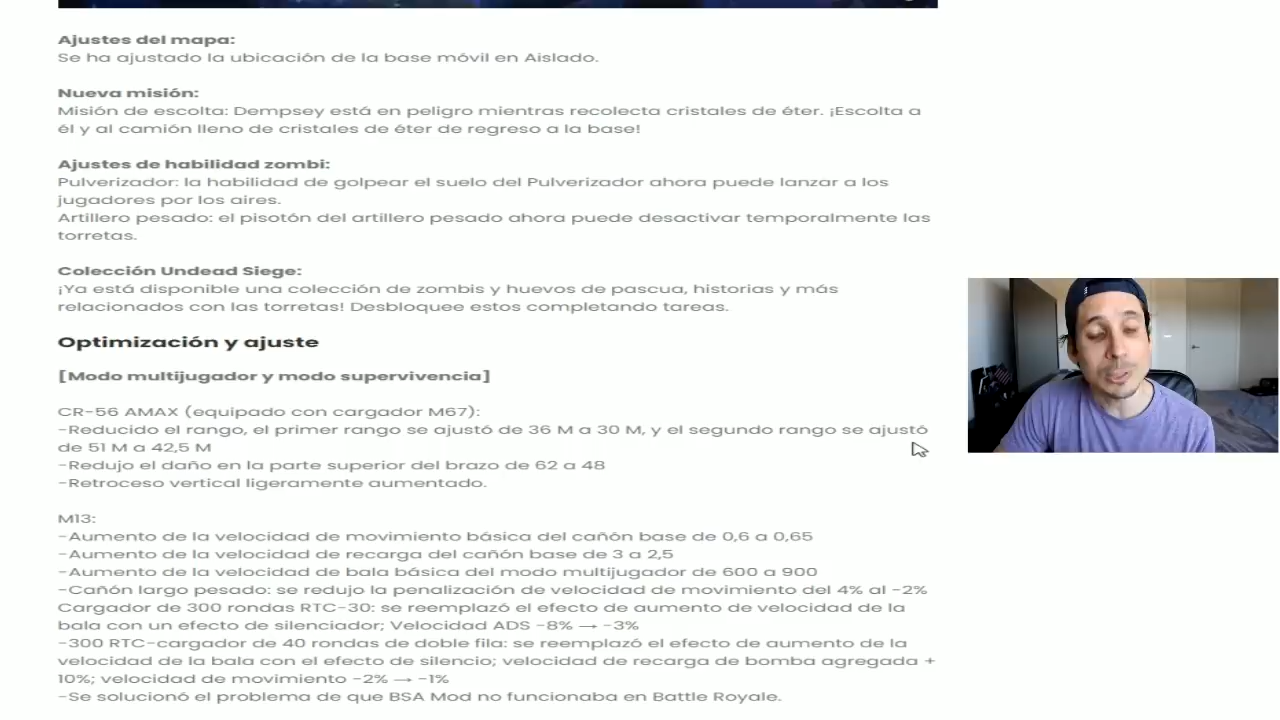 Ajustes del mapa:
Se ha ajustado la ubicación de la base móvil en Aislado.
Nueva misión:
Misión de escolta: Dempsey está en peligro mientras recolecta cristales de éter. ¡Escolta a
él y al camión lleno de cristales de éter de regreso a la base!
Ajustes de habilidad zombi:
Pulverizador: la habilidad de golpear el suelo del Pulverizador ahora puede lanzar a los
jugadores por los aires.
Artillero pesado: el pisotón del artillero pesado ahora puede desactivar temporalmente las
torretas.
Colección Undead Siege:
¡Ya está disponible una colección de zombis y huevos de pascua, historias y más
relacionados con las torretas! Desbloquee estos completando tareas.
Optimización y ajuste
[Modo multijugador y modo supervivencia]
CR-56 AMAX (equipado con cargador M67):
-Reducido el rango, el primer rango se ajustó de 36 M a 30 M, y el segundo rango se ajustó
de 51 M a 42,5 M
-Redujo el daño en la parte superior del brazo de 62 a 48
-Retroceso vertical ligeramente aumentado.
M13:
-Aumento de la velocidad de movimiento básica del cañón base de 0,6 a 0,65
-Aumento de la velocidad de recarga del cañón base de 3 a 2,5
-Aumento de la velocidad de bala básica del modo multijugador de 600 a 900
-Cañón largo pesado: se redujo la penalización de velocidad de movimiento del 4% al -2%
Cargador de 300 rondas RTC-30: se reemplazó el efecto de aumento de velocidad de la
bala con un efecto de silenciador; Velocidad ADS -8% → -3%
-300 RTC-cargador de 40 rondas de doble fila: se reemplazó el efecto de aumento de la
velocidad de la bala con el efecto de silencio; velocidad de recarga de bomba agregada +
10%; velocidad de movimiento -2% → -1%
-Se solucionó el problema de que BSA Mod no funcionaba en Battle Royale.